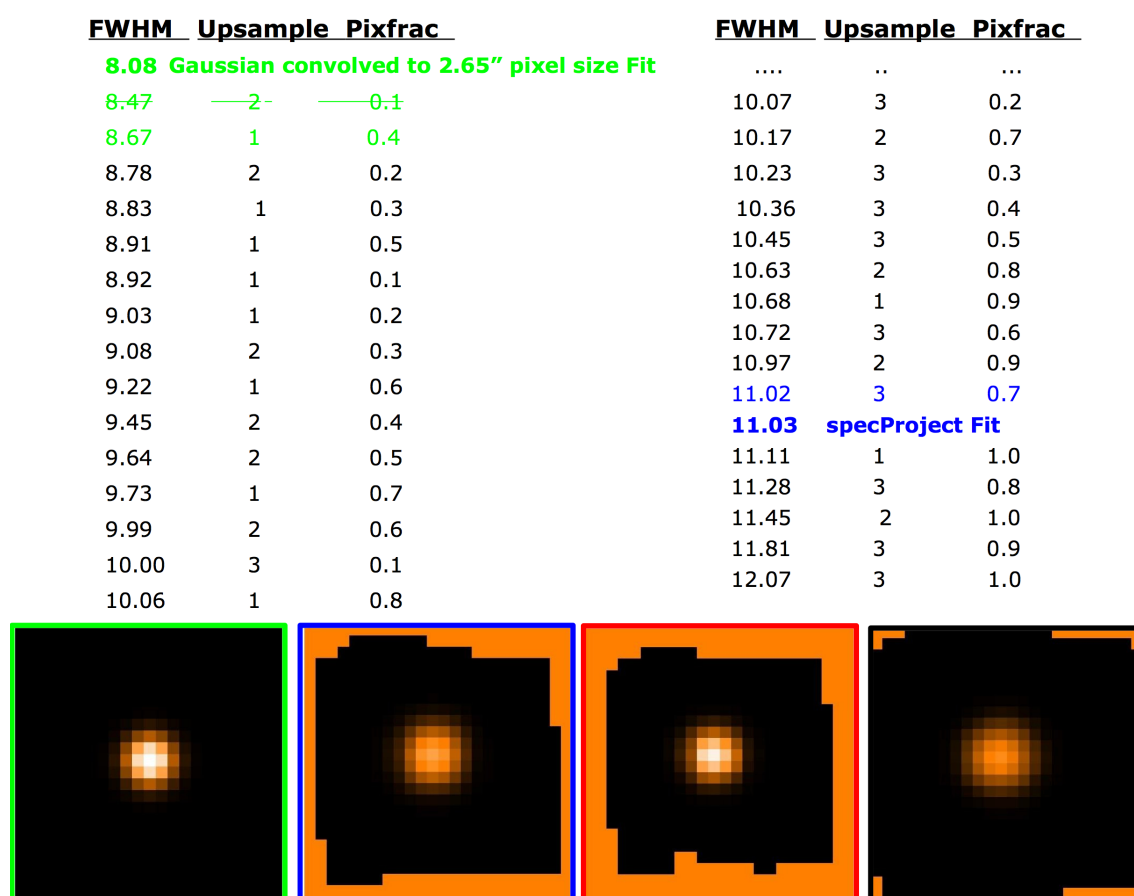 FWHM Upsample Pixfrac
8.08 Gaussian convolved to 2.65” pixel size Fit
8.47 2 - 0.1
8.67 1 0.4
8.78 2 0.2
8.83 1 0.3
8.91 1 0.5
8.92 1 0.1
9.03 1 0.2
9.08 2 0.3
9.22 1 0.6
9.45 2 0.4
9.64 2 0.5
9.73 1 0.7
9.99 2 0.6
10.00 3 0.1
10.06 1 0.8
FWHM Upsample Pixfrac
.... .. ...
10.07 3 0.2
10.17 2 0.7
10.23 3 0.3
10.36 3 0.4
10.45 3 0.5
10.63 2 0.8
10.68 1 0.9
10.72 3 0.6
10.97 2 0.9
11.02 3 0.7
11.03 specProject Fit
11.11 1 1.0
11.28 3 0.8
11.45 2 1.0
11.81 3 0.9
12.07 3 1.0